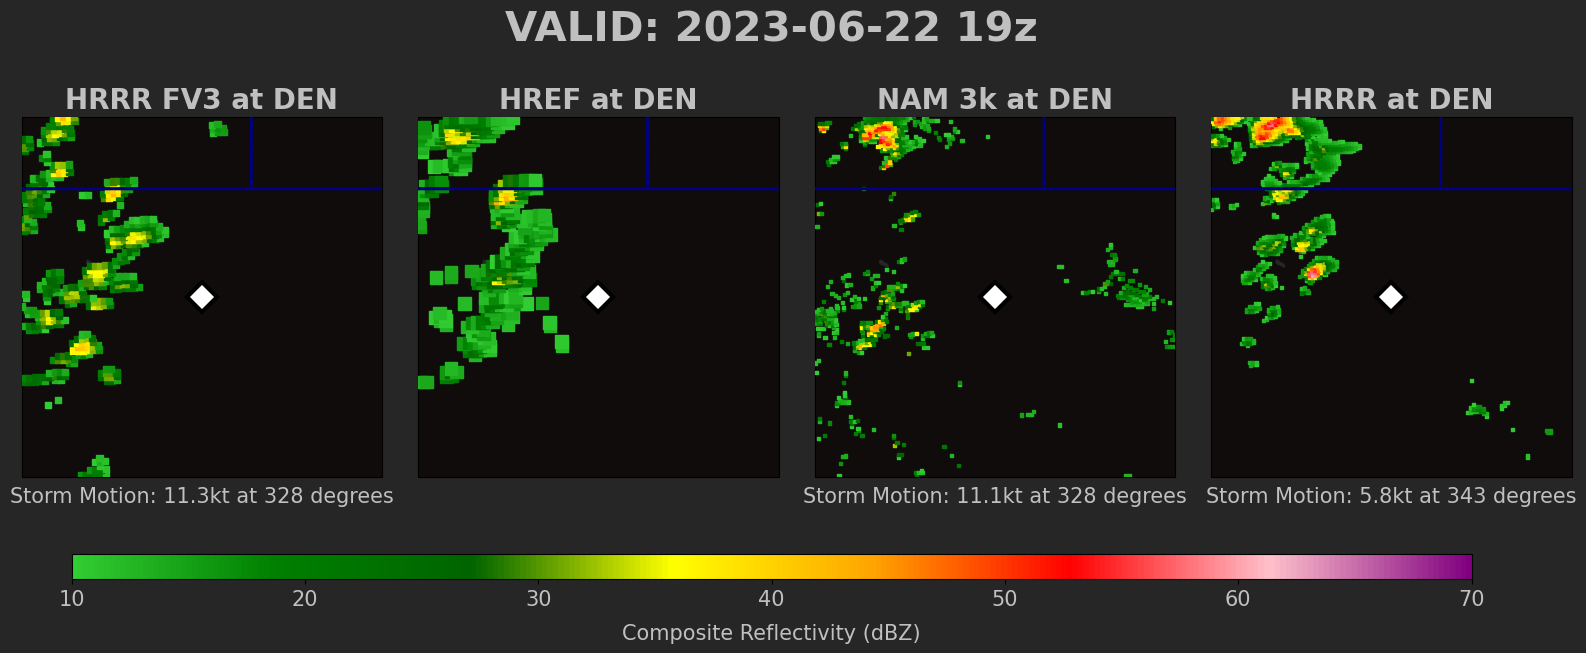 VALID: 2023-06-22 19z
HRRR FV3 at DEN
HREF at DEN
NAM 3k at DEN
HRRR at DEN
Storm Motion: 11.3kt at 328 degrees
Storm Motion: 11.1kt at 328 degrees
Storm Motion: 5.8kt at 343 degrees
10 20 30 40 50 60 70
Composite Reflectivity (dBZ)